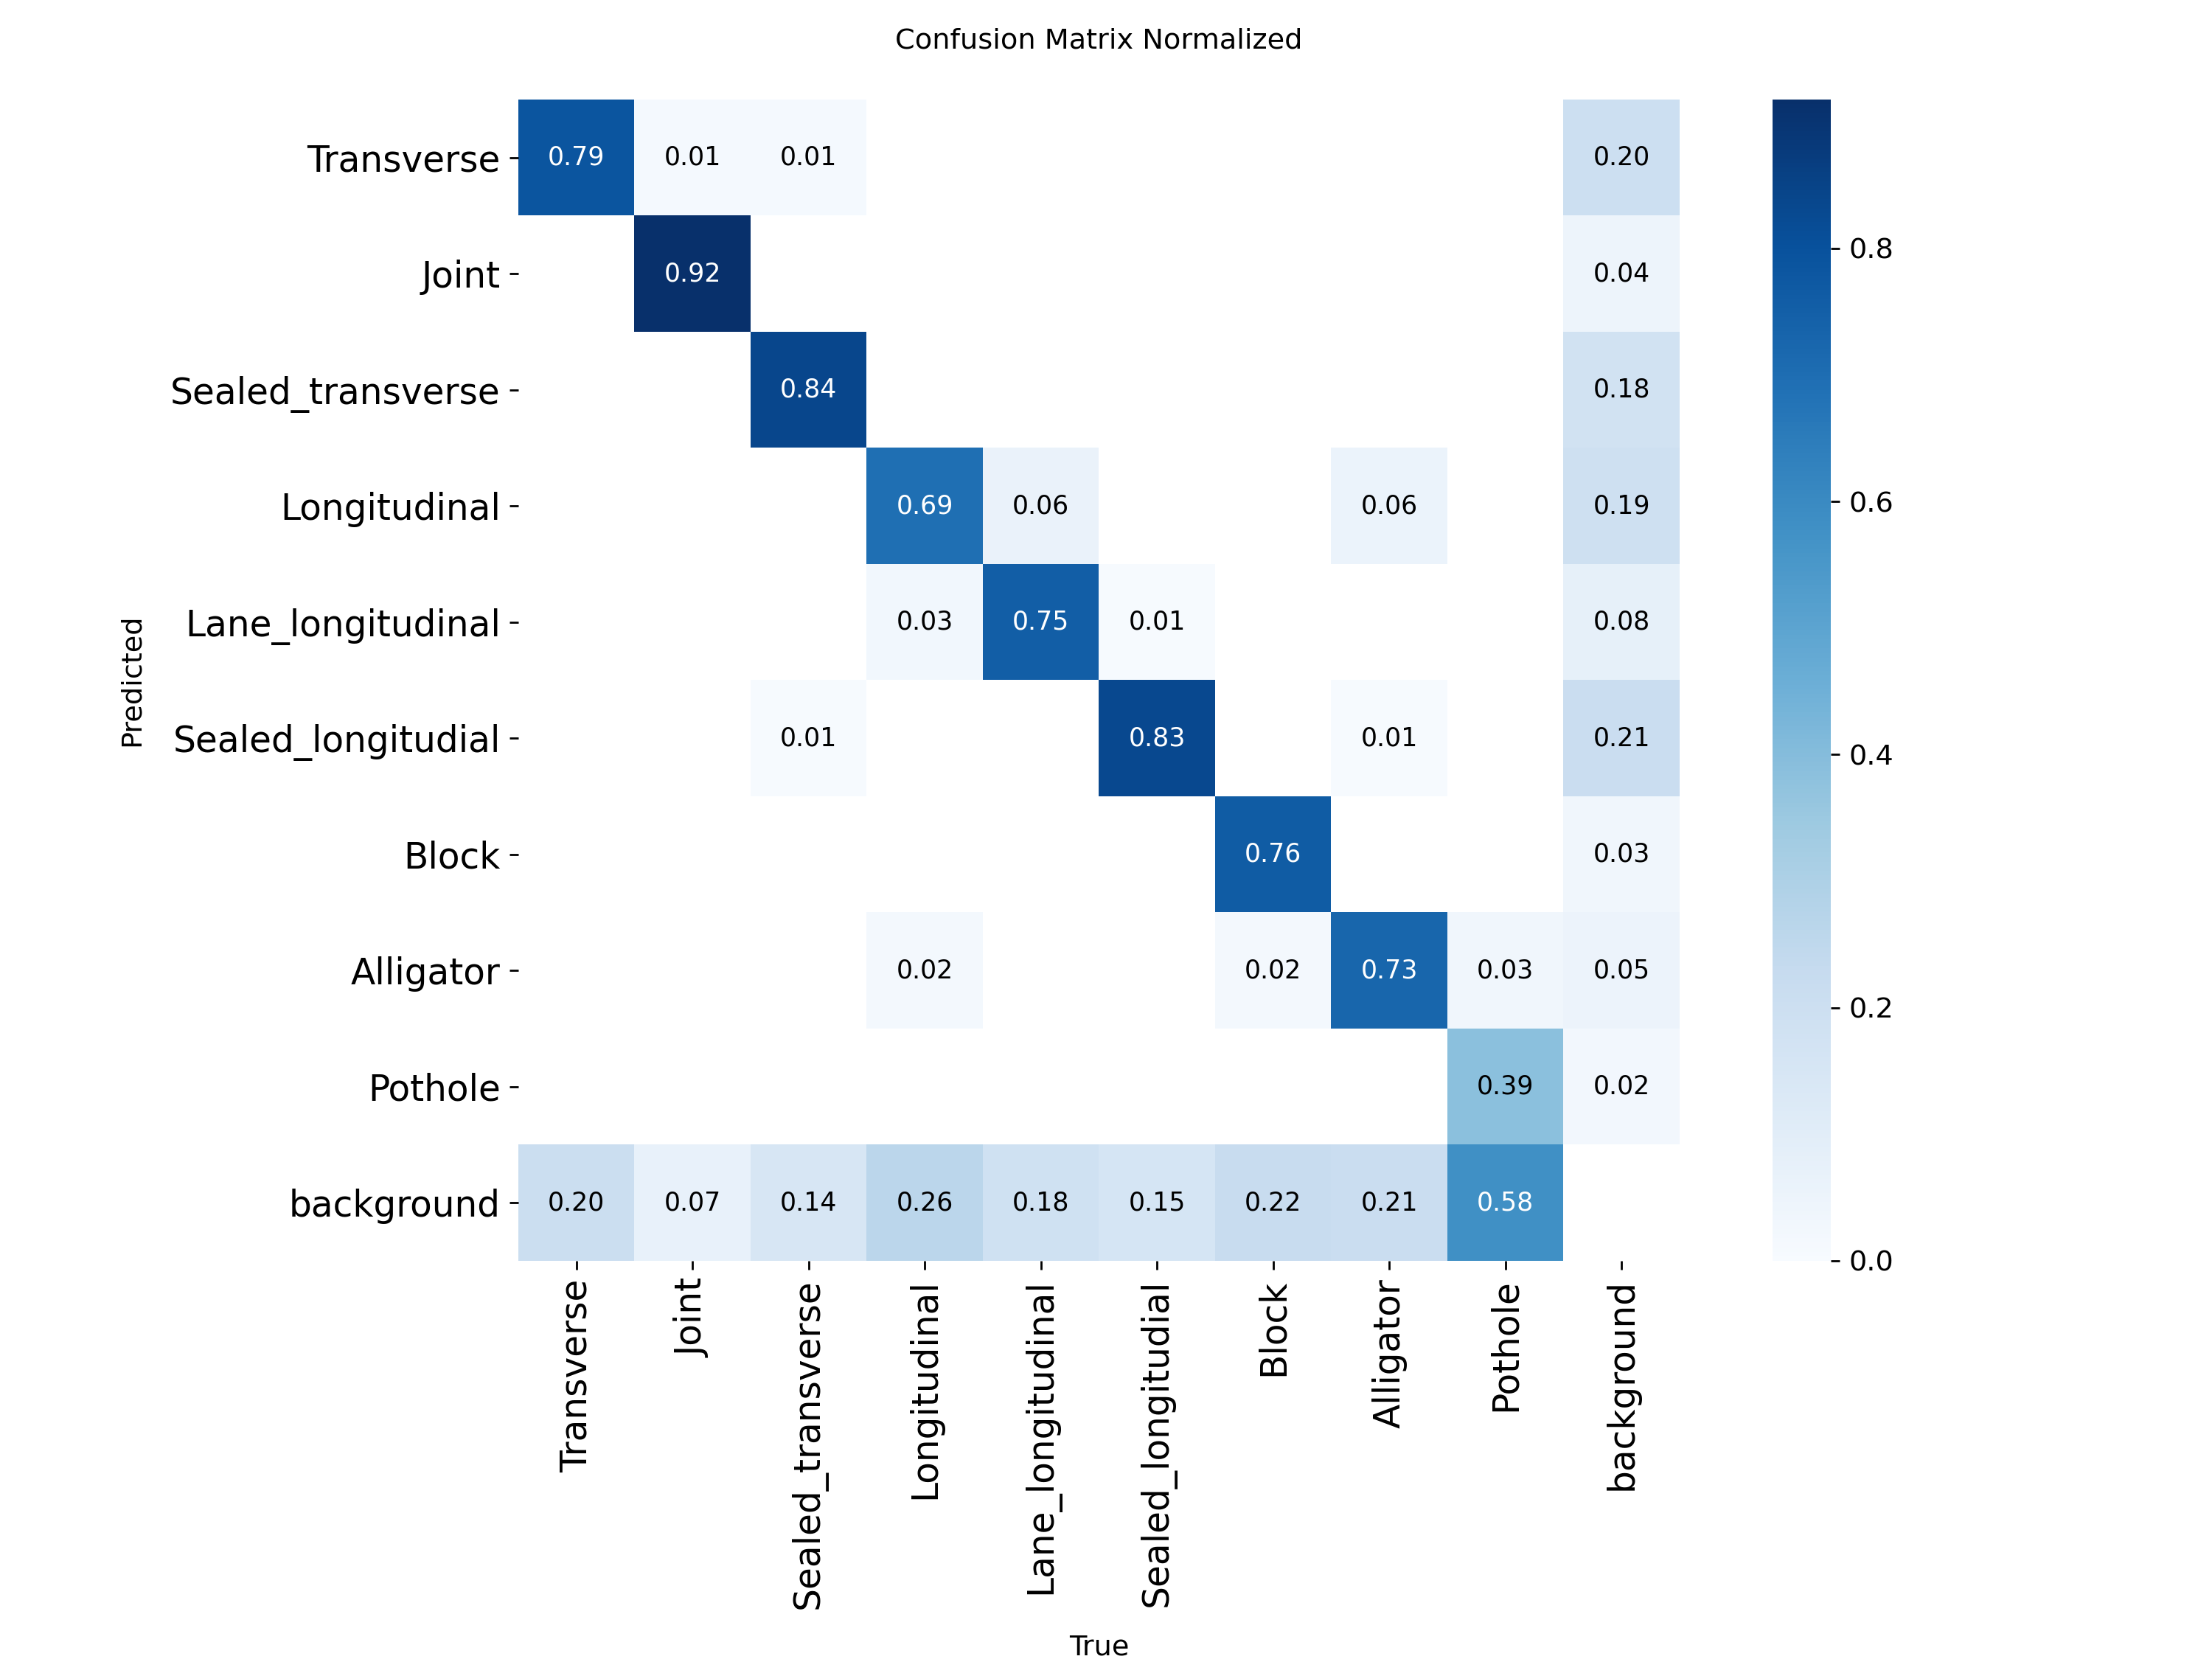 Confusion Matrix Normalized
Transverse 0.79 0.01 0.01 0.20
Joint 0.92 0.04 0.8
Sealed_transverse 0.84 0.18
Longitudinal 0.69 0.06 0.06 0.19 0.6
Lane_longitudinal 0.03 0.75 0.01 0.08
Predicted
Sealed_longitudial 0.01 0.83 0.01 0.21 0.4
Block 0.76 0.03
Alligator 0.02 0.02 0.73 0.03 0.05 0.2
Pothole 0.39 0.02
background 0.20 0.07 0.14 0.26 0.18 0.15 0.22 0.21 0.58
0.0
Transverse
Joint
Sealed_transverse
Longitudinal
Lane_longitudinal
Sealed_longitudial
Block
Alligator
Pothole
background
True